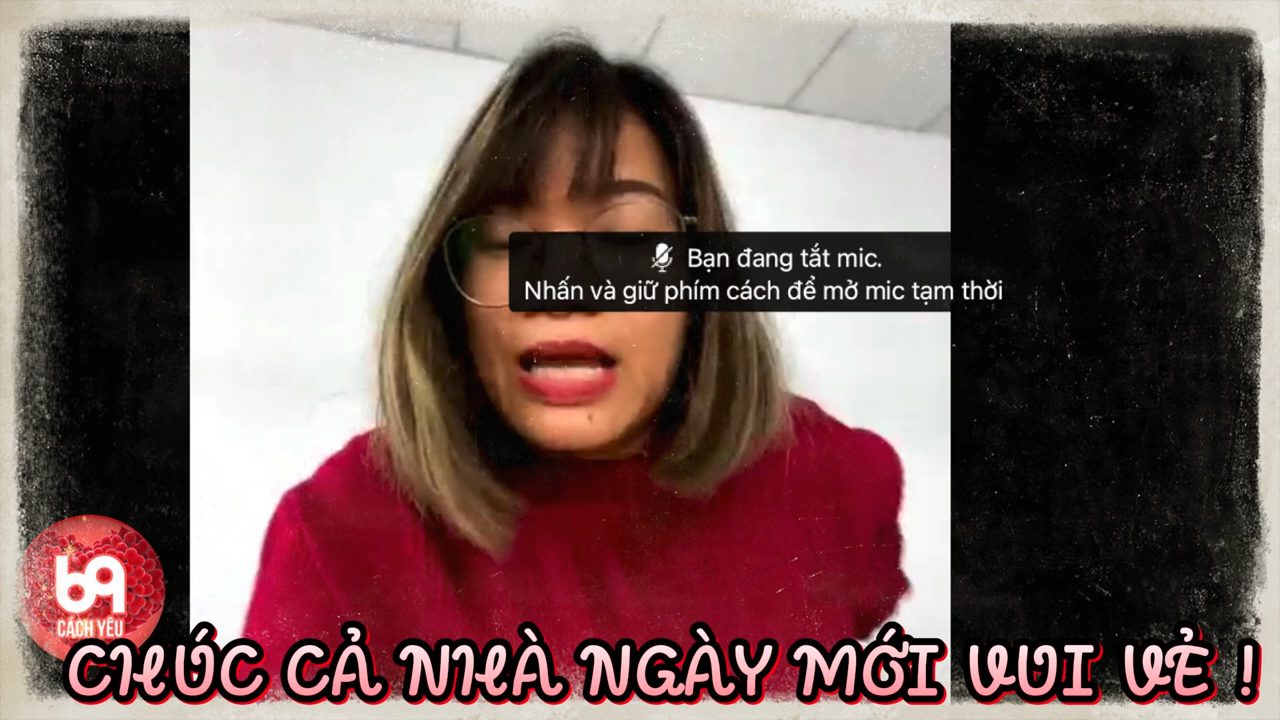 Bạn đang tắt mic.
Nhấn và giữ phím cách để mở mic tạm thời
69
CÁCH YÊU
CHÚC CẢ NHÀ NGÀY MỚI VUI VẺ !